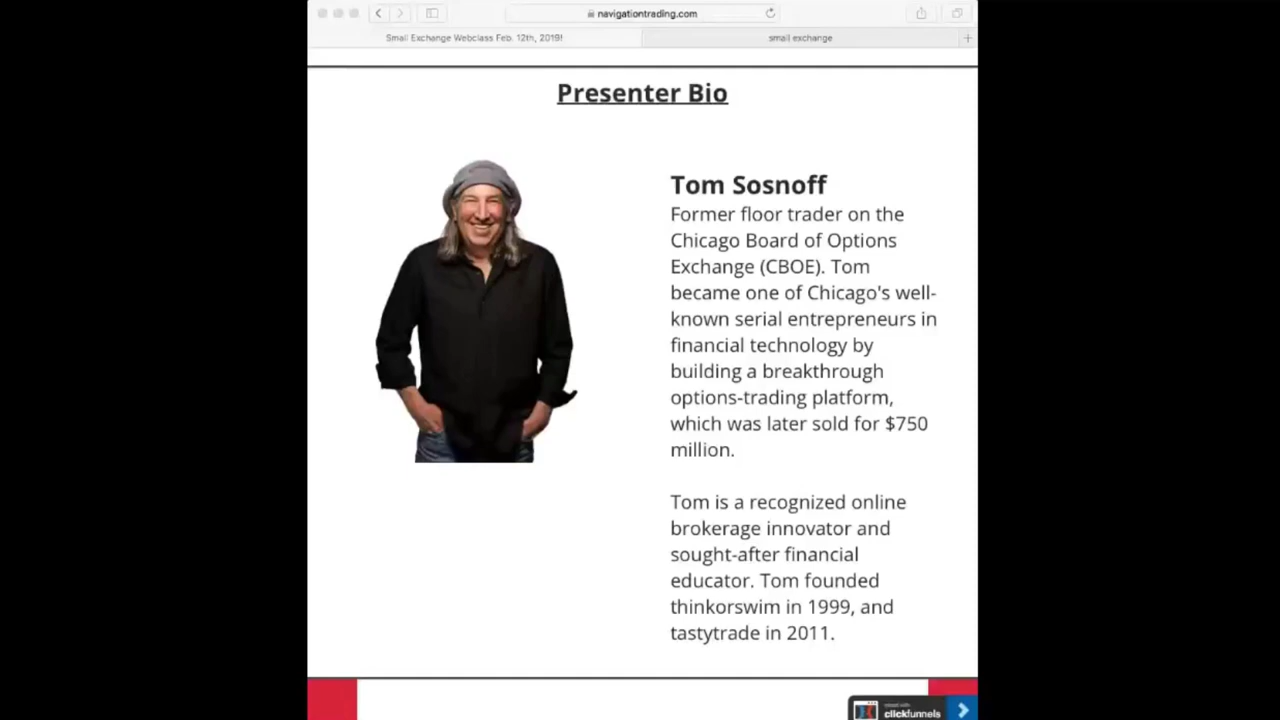 navigationtrading.com
Small Exchange Webclass Feb. 12th, 2019!
small exchange
Presenter Bio
Tom Sosnoff
Former floor trader on the
Chicago Board of Options
Exchange (CBOE). Tom
became one of Chicago's well-
known serial entrepreneurs in
financial technology by
building a breakthrough
options-trading platform,
which was later sold for $750
million.
Tom is a recognized online
brokerage innovator and
sought-after financial
educator. Tom founded
thinkorswim in 1999, and
tastytrade in 2011.
clickfunnels